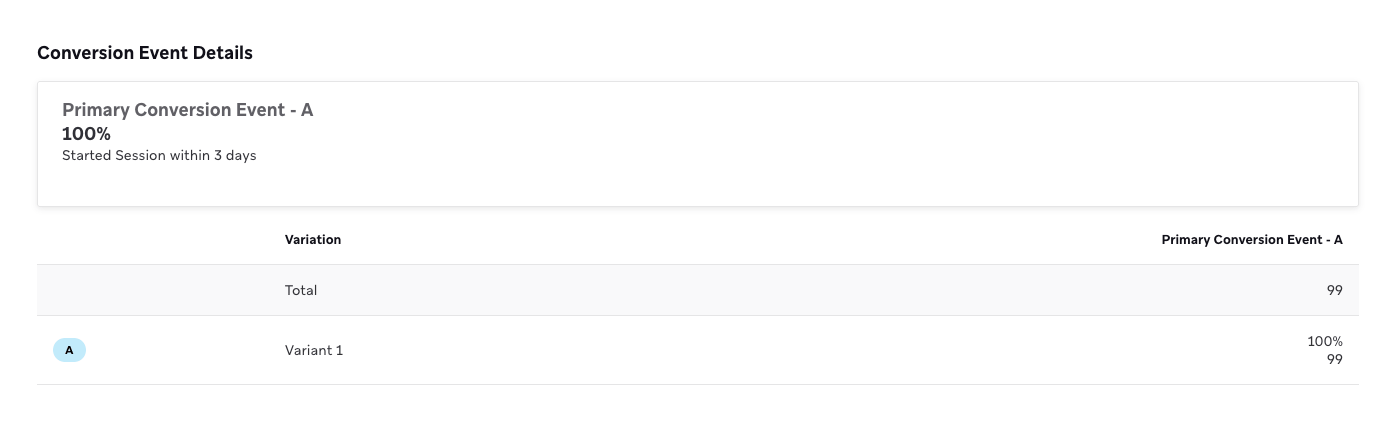 Conversion Event Details
Primary Conversion Event - A
100%
Started Session within 3 days
Variation Primary Conversion Event - A
Total 99
A Variant 1 100%
99